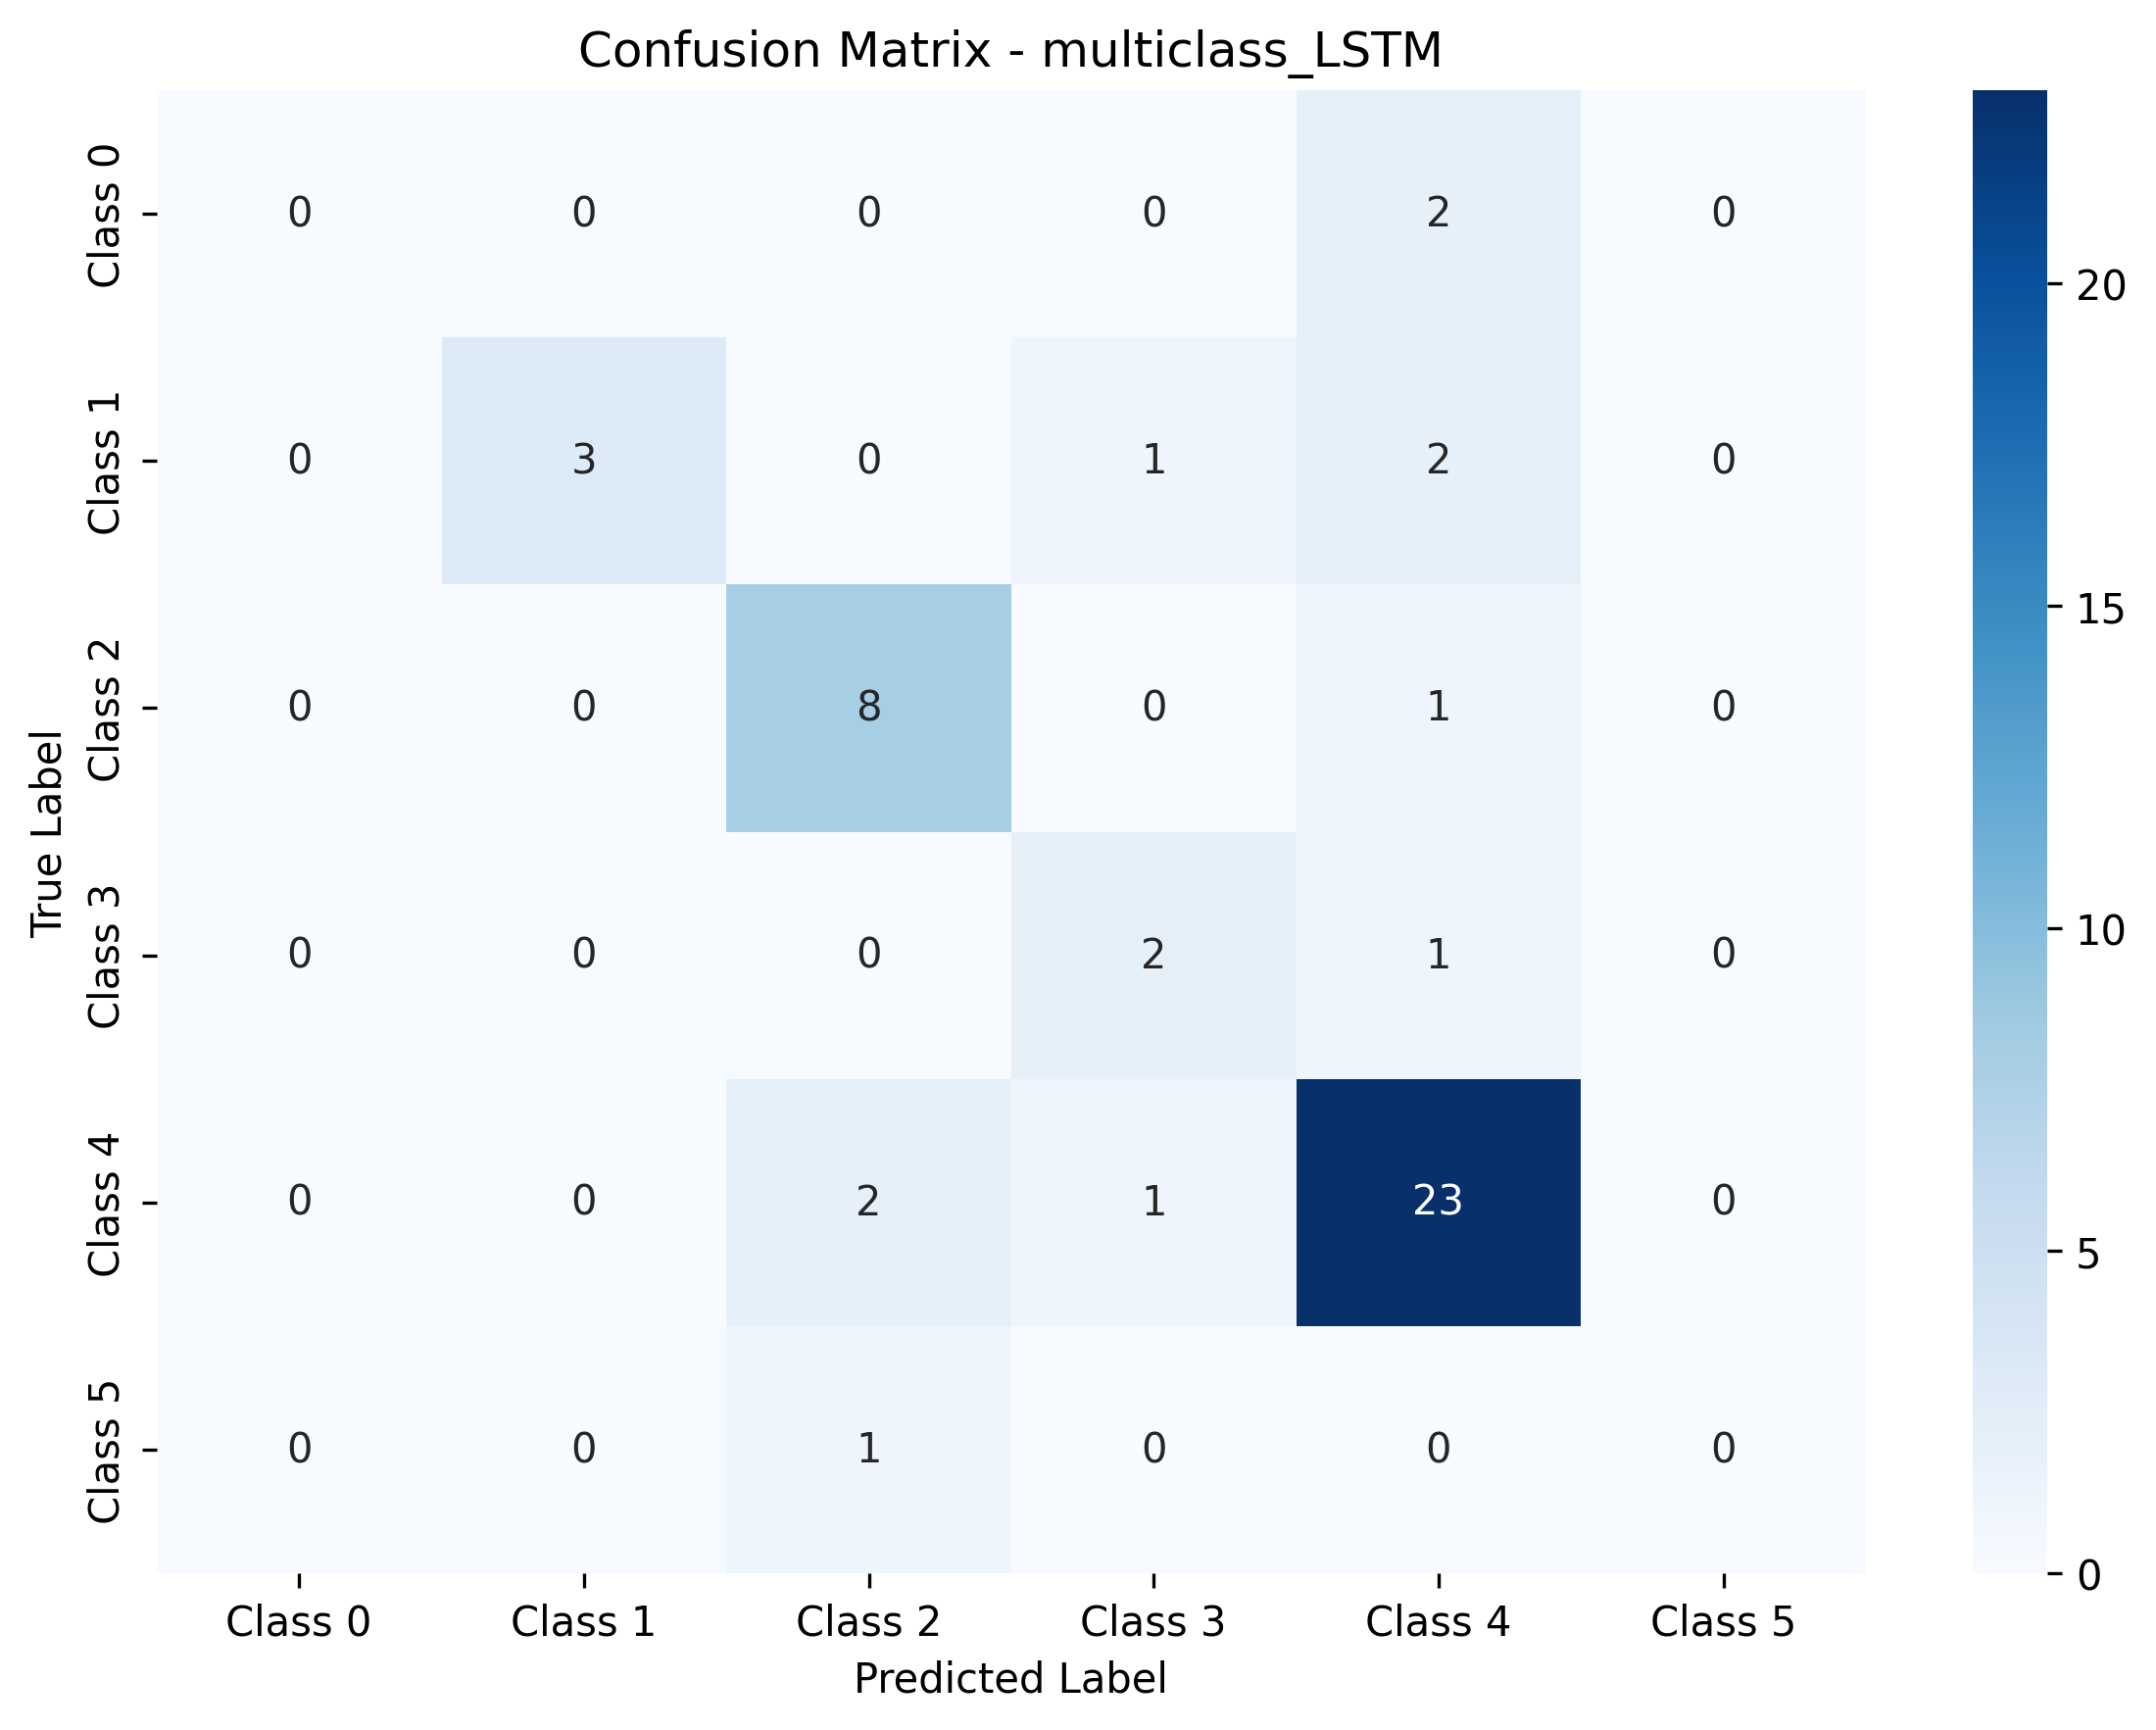 Confusion Matrix - multiclass_LSTM
True Label
Class 0 0 0 0 0 2 0
Class 1 0 3 0 1 2 0
Class 2 0 0 8 0 1 0
Class 3 0 0 0 2 1 0
Class 4 0 0 2 1 23 0
Class 5 0 0 1 0 0 0
Class 0 Class 1 Class 2 Class 3 Class 4 Class 5
Predicted Label
20
15
10
5
0